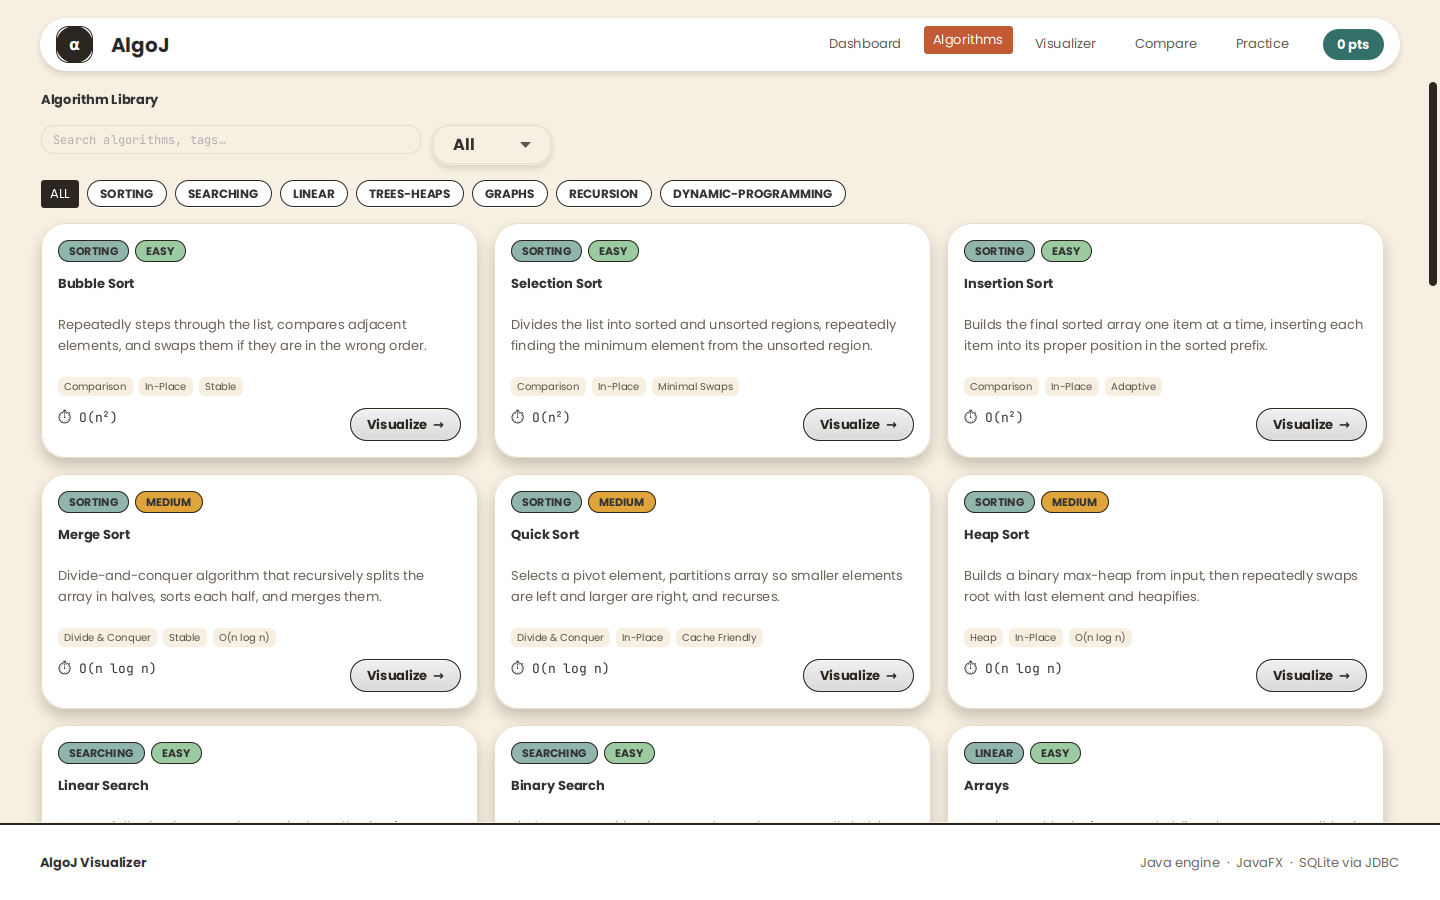 α AlgoJ Dashboard Algorithms Visualizer Compare Practice 0 pts
Algorithm Library
Search algorithms, tags… All
ALL SORTING SEARCHING LINEAR TREES-HEAPS GRAPHS RECURSION DYNAMIC-PROGRAMMING
SORTING EASY
Bubble Sort
Repeatedly steps through the list, compares adjacent
elements, and swaps them if they are in the wrong order.
Comparison In-Place Stable
⏱ O(n²) Visualize →
SORTING EASY
Selection Sort
Divides the list into sorted and unsorted regions, repeatedly
finding the minimum element from the unsorted region.
Comparison In-Place Minimal Swaps
⏱ O(n²) Visualize →
SORTING EASY
Insertion Sort
Builds the final sorted array one item at a time, inserting each
item into its proper position in the sorted prefix.
Comparison In-Place Adaptive
⏱ O(n²) Visualize →
SORTING MEDIUM
Merge Sort
Divide-and-conquer algorithm that recursively splits the
array in halves, sorts each half, and merges them.
Divide & Conquer Stable O(n log n)
⏱ O(n log n) Visualize →
SORTING MEDIUM
Quick Sort
Selects a pivot element, partitions array so smaller elements
are left and larger are right, and recurses.
Divide & Conquer In-Place Cache Friendly
⏱ O(n log n) Visualize →
SORTING MEDIUM
Heap Sort
Builds a binary max-heap from input, then repeatedly swaps
root with last element and heapifies.
Heap In-Place O(n log n)
⏱ O(n log n) Visualize →
SEARCHING EASY
Linear Search
SEARCHING EASY
Binary Search
LINEAR EASY
Arrays
AlgoJ Visualizer Java engine · JavaFX · SQLite via JDBC